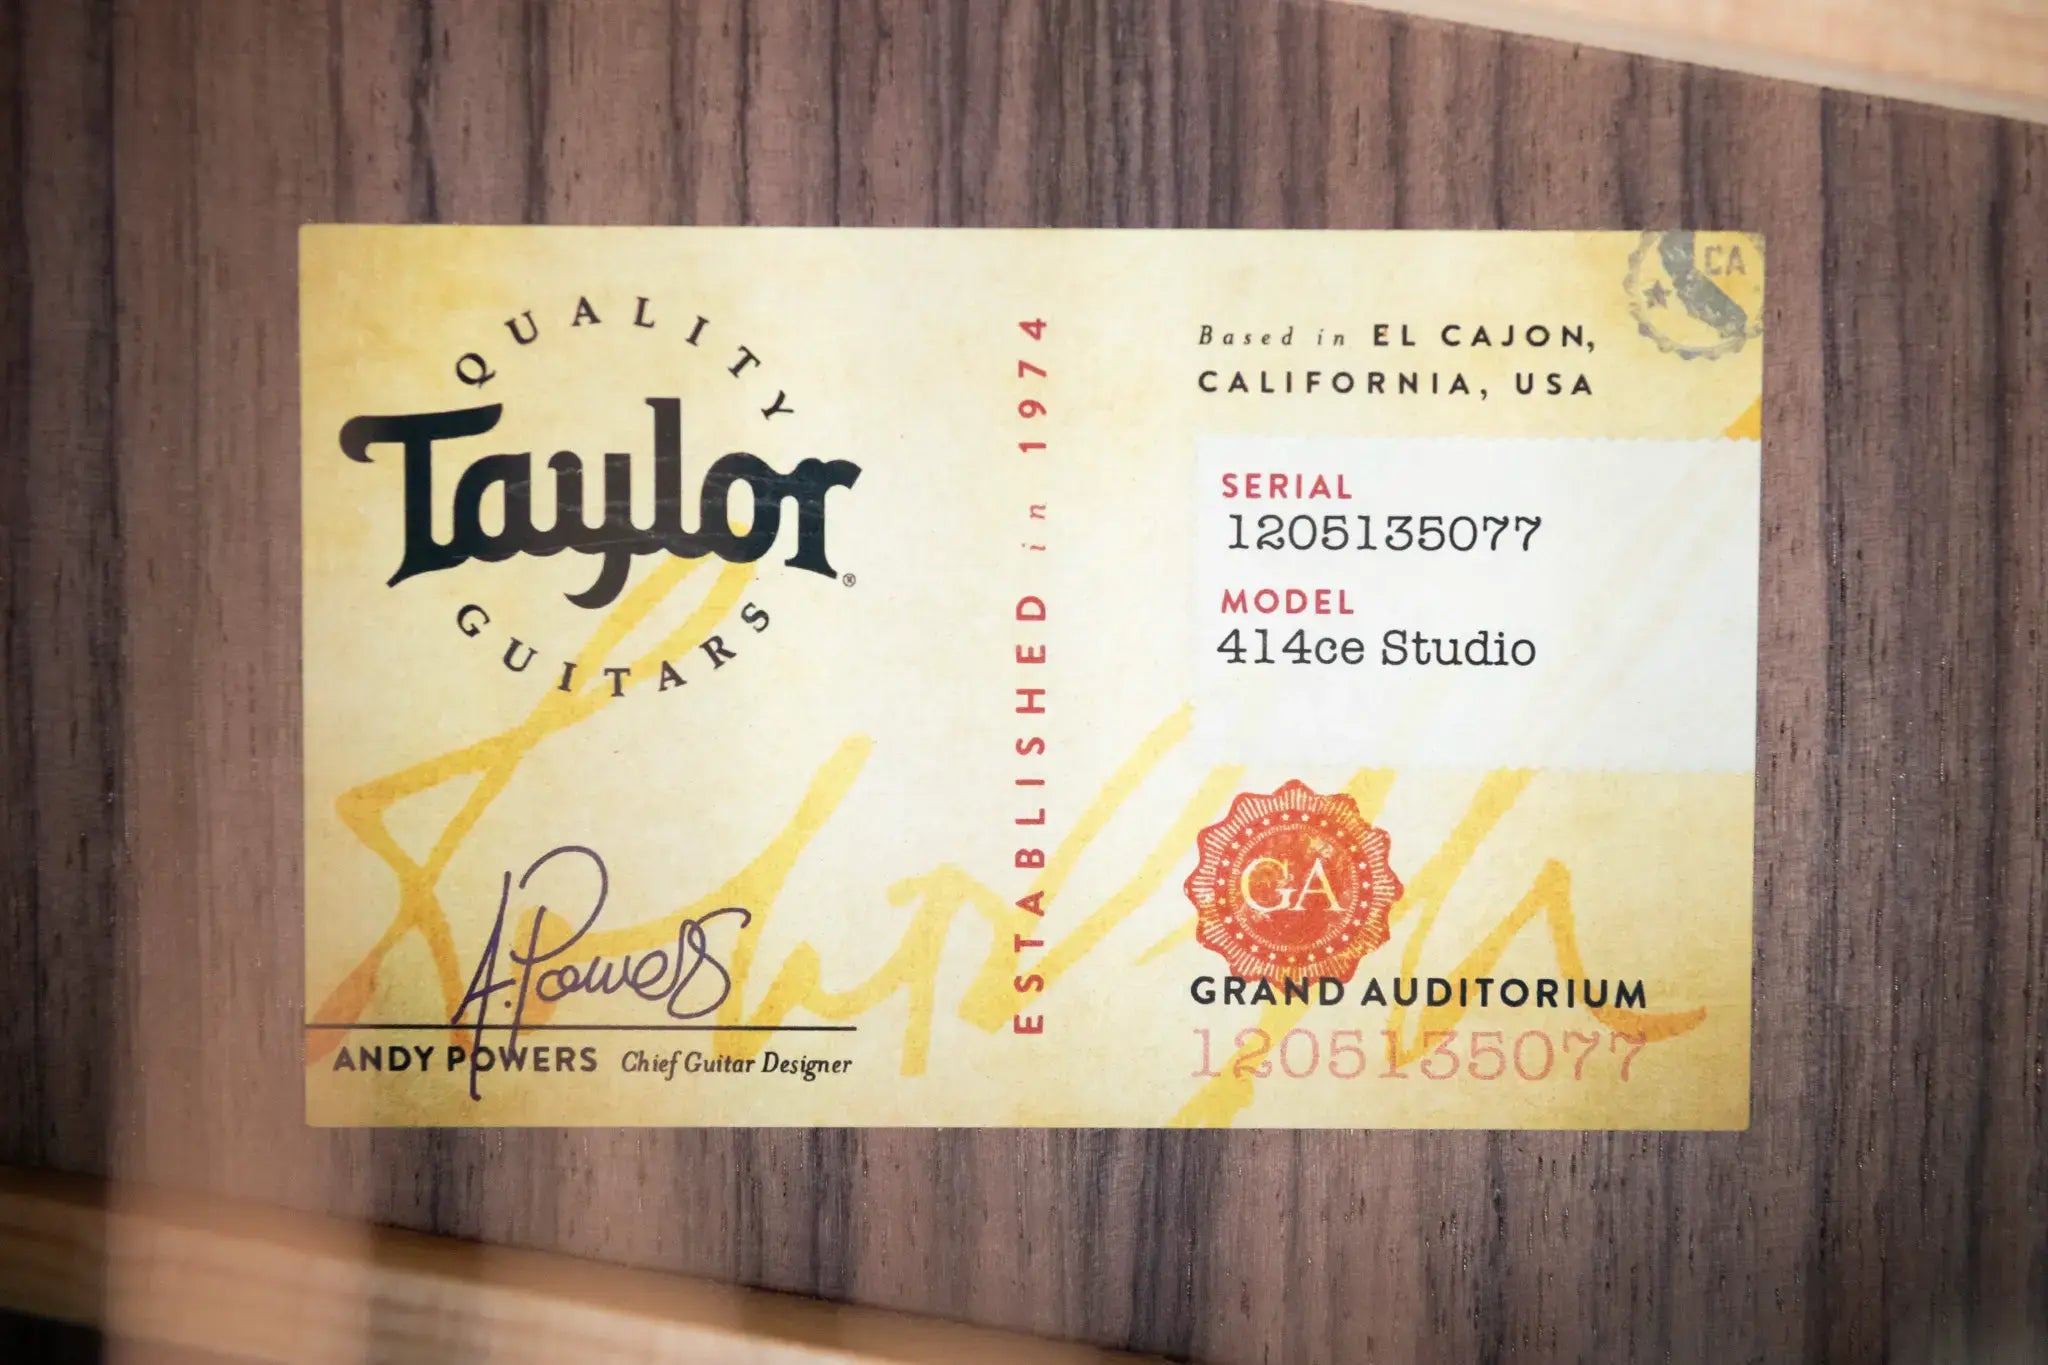 QUALITY
Taylor®
GUITARS
A. Powers
ANDY POWERS Chief Guitar Designer
ESTABLISHED in 1974
CA
Based in EL CAJON,
CALIFORNIA, USA
SERIAL
1205135077
MODEL
414ce Studio
GA
GRAND AUDITORIUM
1205135077